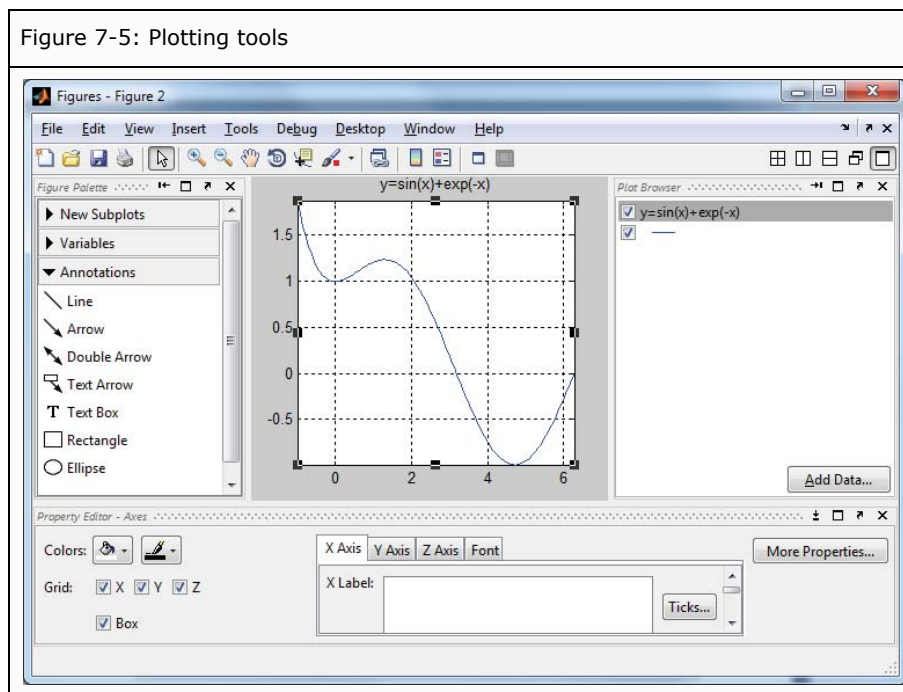 Figure 7-5: Plotting tools
Figures - Figure 2
File Edit View Insert Tools Debug Desktop Window Help
Figure Palette
New Subplots
Variables
Annotations
Line
Arrow
Double Arrow
Text Arrow
T Text Box
Rectangle
Ellipse
y=sin(x)+exp(-x)
1.5
1
0.5
0
-0.5
0 2 4 6
Plot Browser
y=sin(x)+exp(-x)
Add Data...
Property Editor - Axes
Colors:
Grid: X Y Z
Box
X Axis Y Axis Z Axis Font
X Label:
Ticks...
More Properties...